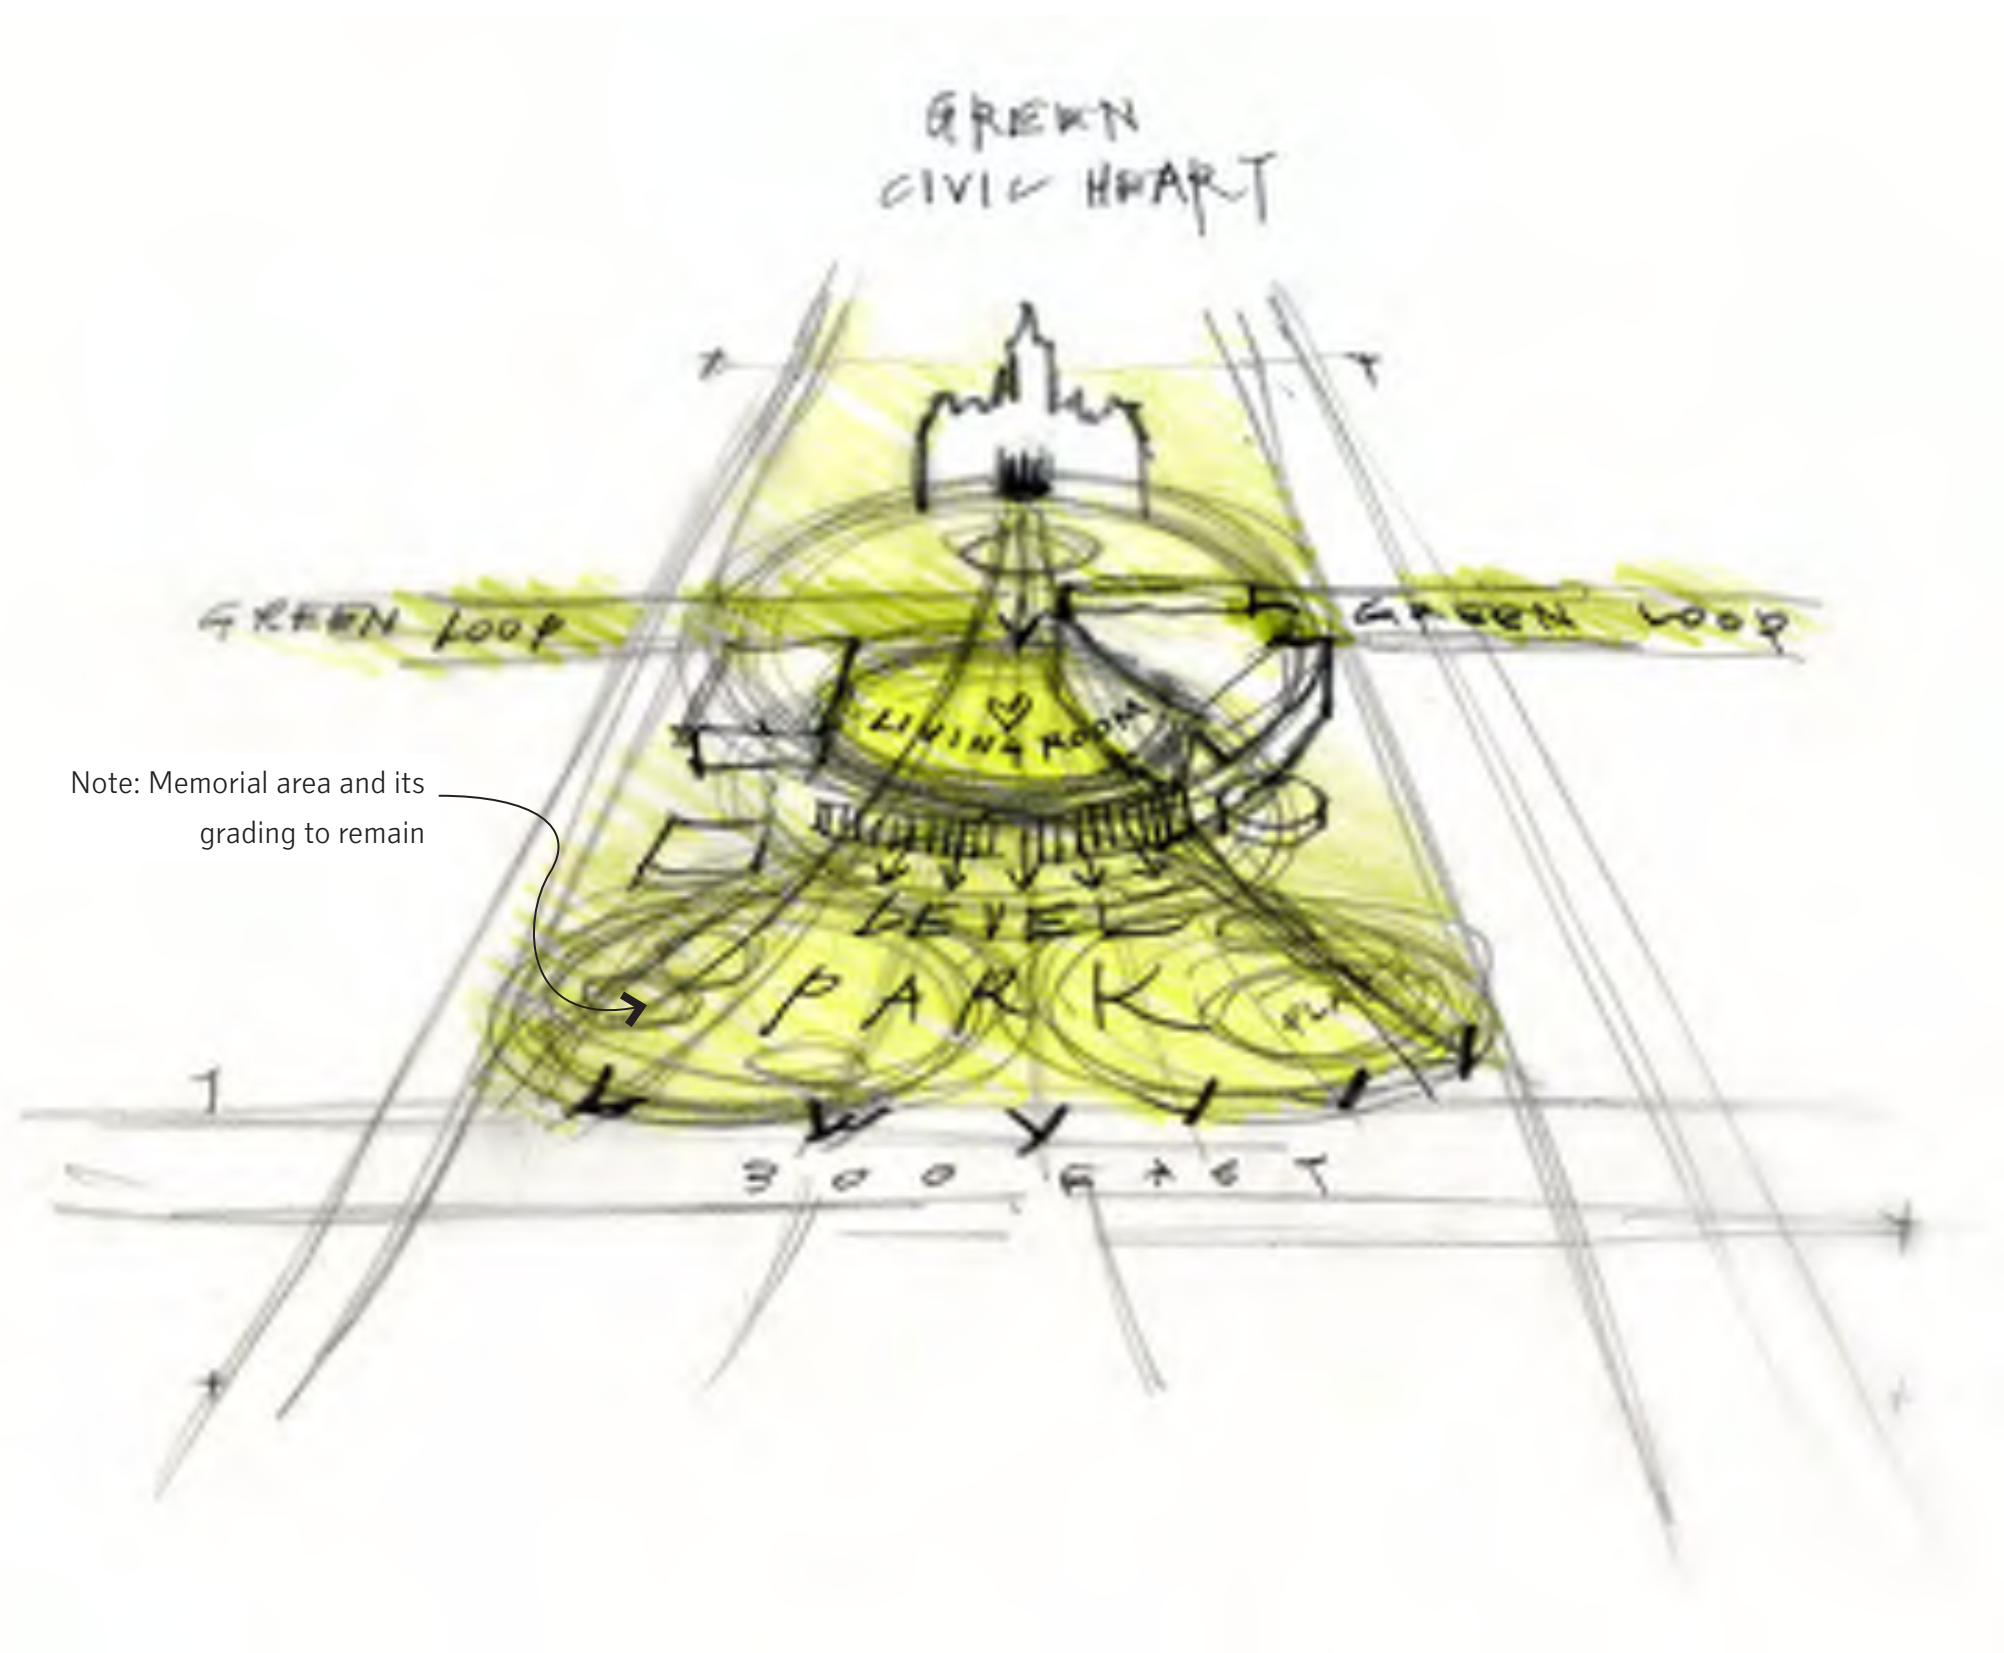 GREEN
CIVIC HEART
GREEN LOOP
GREEN LOOP
LIVING ROOM
Note: Memorial area and its
grading to remain
LEVEL
PARK
300 EAST